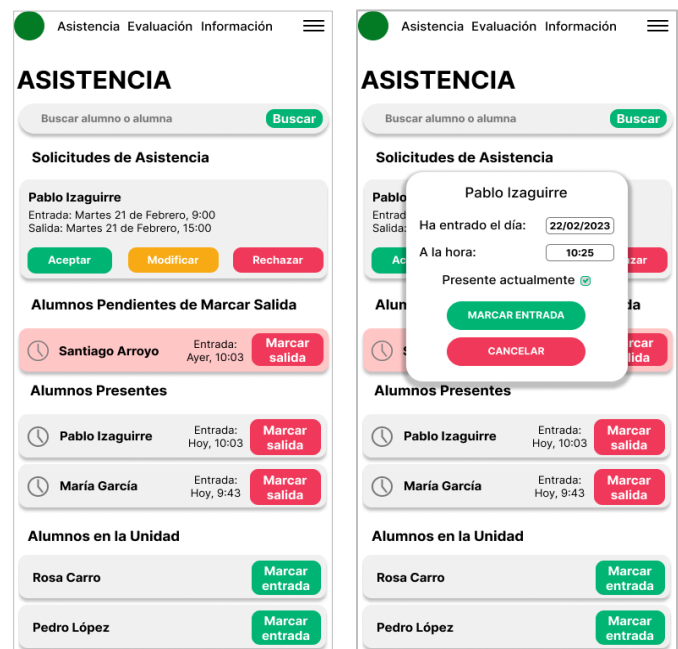 Asistencia Evaluación Información
ASISTENCIA
Buscar alumno o alumna
Buscar
Solicitudes de Asistencia
Pablo Izaguirre
Entrada: Martes 21 de Febrero, 9:00
Salida: Martes 21 de Febrero, 15:00
Aceptar
Modificar
Rechazar
Alumnos Pendientes de Marcar Salida
Santiago Arroyo
Entrada:
Ayer, 10:03
Marcar
salida
Alumnos Presentes
Pablo Izaguirre
Entrada:
Hoy, 10:03
Marcar
salida
María García
Entrada:
Hoy, 9:43
Marcar
salida
Alumnos en la Unidad
Rosa Carro
Marcar
entrada
Pedro López
Marcar
entrada
Asistencia Evaluación Información
ASISTENCIA
Buscar alumno o alumna
Buscar
Solicitudes de Asistencia
Pablo Izaguirre
Ha entrado el día:
22/02/2023
A la hora:
10:25
Presente actualmente
MARCAR ENTRADA
CANCELAR
Alumnos Presentes
Pablo Izaguirre
Entrada:
Hoy, 10:03
Marcar
salida
María García
Entrada:
Hoy, 9:43
Marcar
salida
Alumnos en la Unidad
Rosa Carro
Marcar
entrada
Pedro López
Marcar
entrada